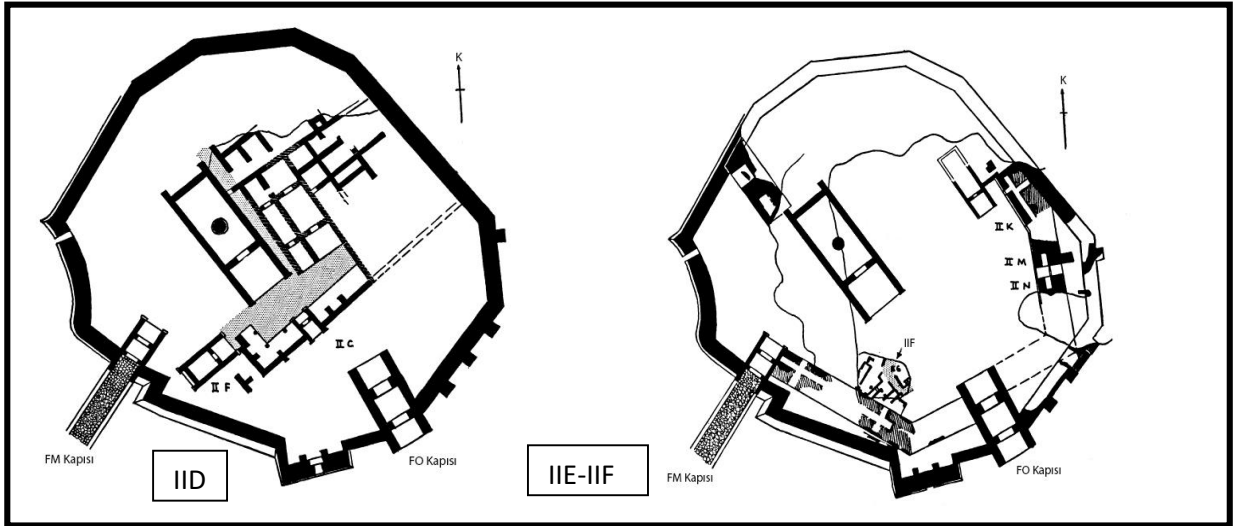 K
II C
II F
FM Kapısı
FO Kapısı
IID
K
II K
II M
II N
IIF
FM Kapısı
FO Kapısı
IIE-IIF